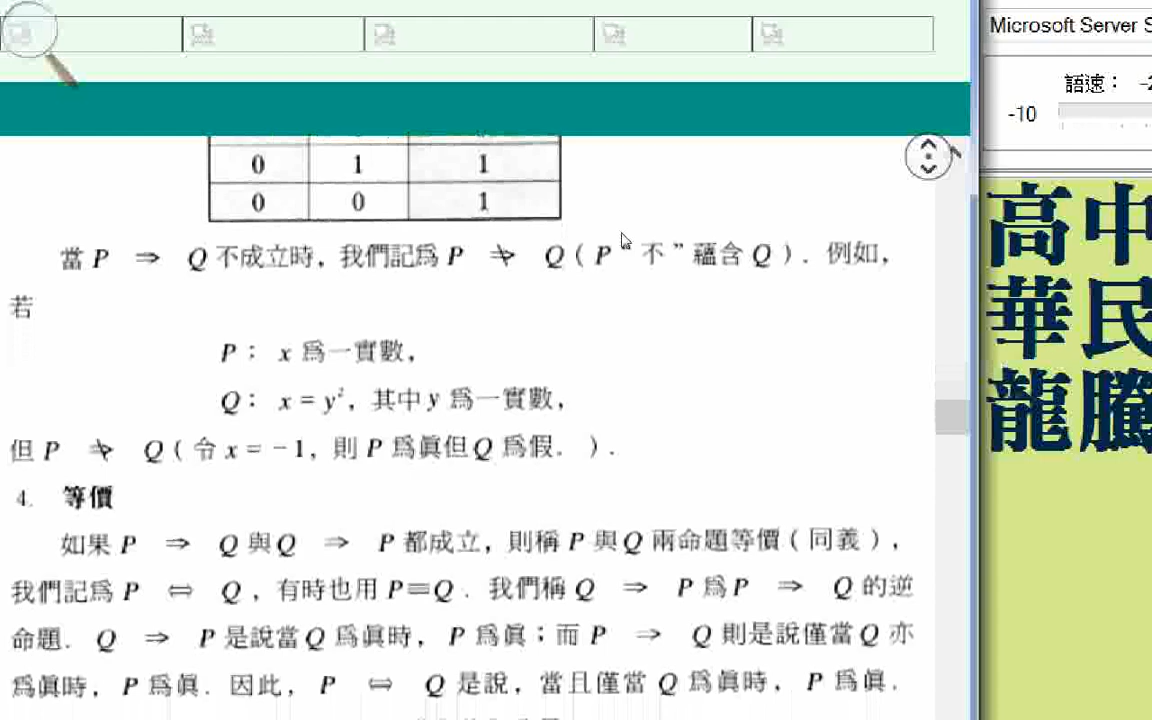 Microsoft Server S
語速： -2
-10
0 1 1
0 0 1
當 P ⇒ Q 不成立時，我們記爲 P ⇏ Q ( P " 不 " 蘊含 Q ) . 例如，
若
P : x 爲一實數，
Q : x = y², 其中 y 爲一實數，
但 P ⇏ Q ( 令 x = −1, 則 P 爲眞但 Q 爲假. ) .
4. 等價
如果 P ⇒ Q 與 Q ⇒ P 都成立，則稱 P 與 Q 兩命題等價 ( 同義 ) ，
我們記爲 P ⇔ Q , 有時也用 P≡Q . 我們稱 Q ⇒ P 爲 P ⇒ Q 的逆
命題. Q ⇒ P 是說當 Q 爲眞時， P 爲眞；而 P ⇒ Q 則是說僅當 Q 亦
爲眞時， P 爲眞. 因此， P ⇔ Q 是說，當且僅當 Q 爲眞時， P 爲眞.
高中
華民
龍騰